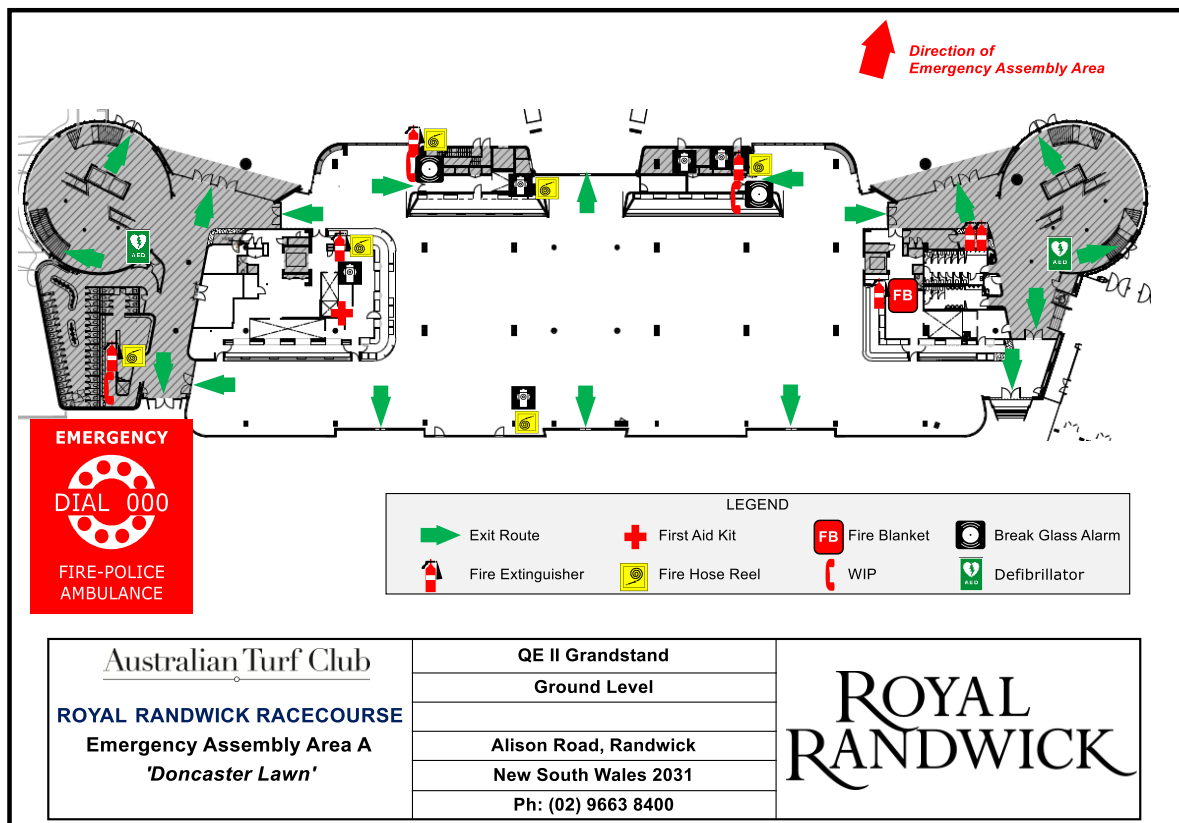 Direction of
Emergency Assembly Area
AED
AED
FB
EMERGENCY
DIAL 000
FIRE-POLICE
AMBULANCE
LEGEND
Exit Route
First Aid Kit
FB
Fire Blanket
Break Glass Alarm
Fire Extinguisher
Fire Hose Reel
WIP
AED
Defibrillator
Australian Turf Club
ROYAL RANDWICK RACECOURSE
Emergency Assembly Area A
'Doncaster Lawn'
QE II Grandstand
Ground Level
Alison Road, Randwick
New South Wales 2031
Ph: (02) 9663 8400
ROYAL
RANDWICK